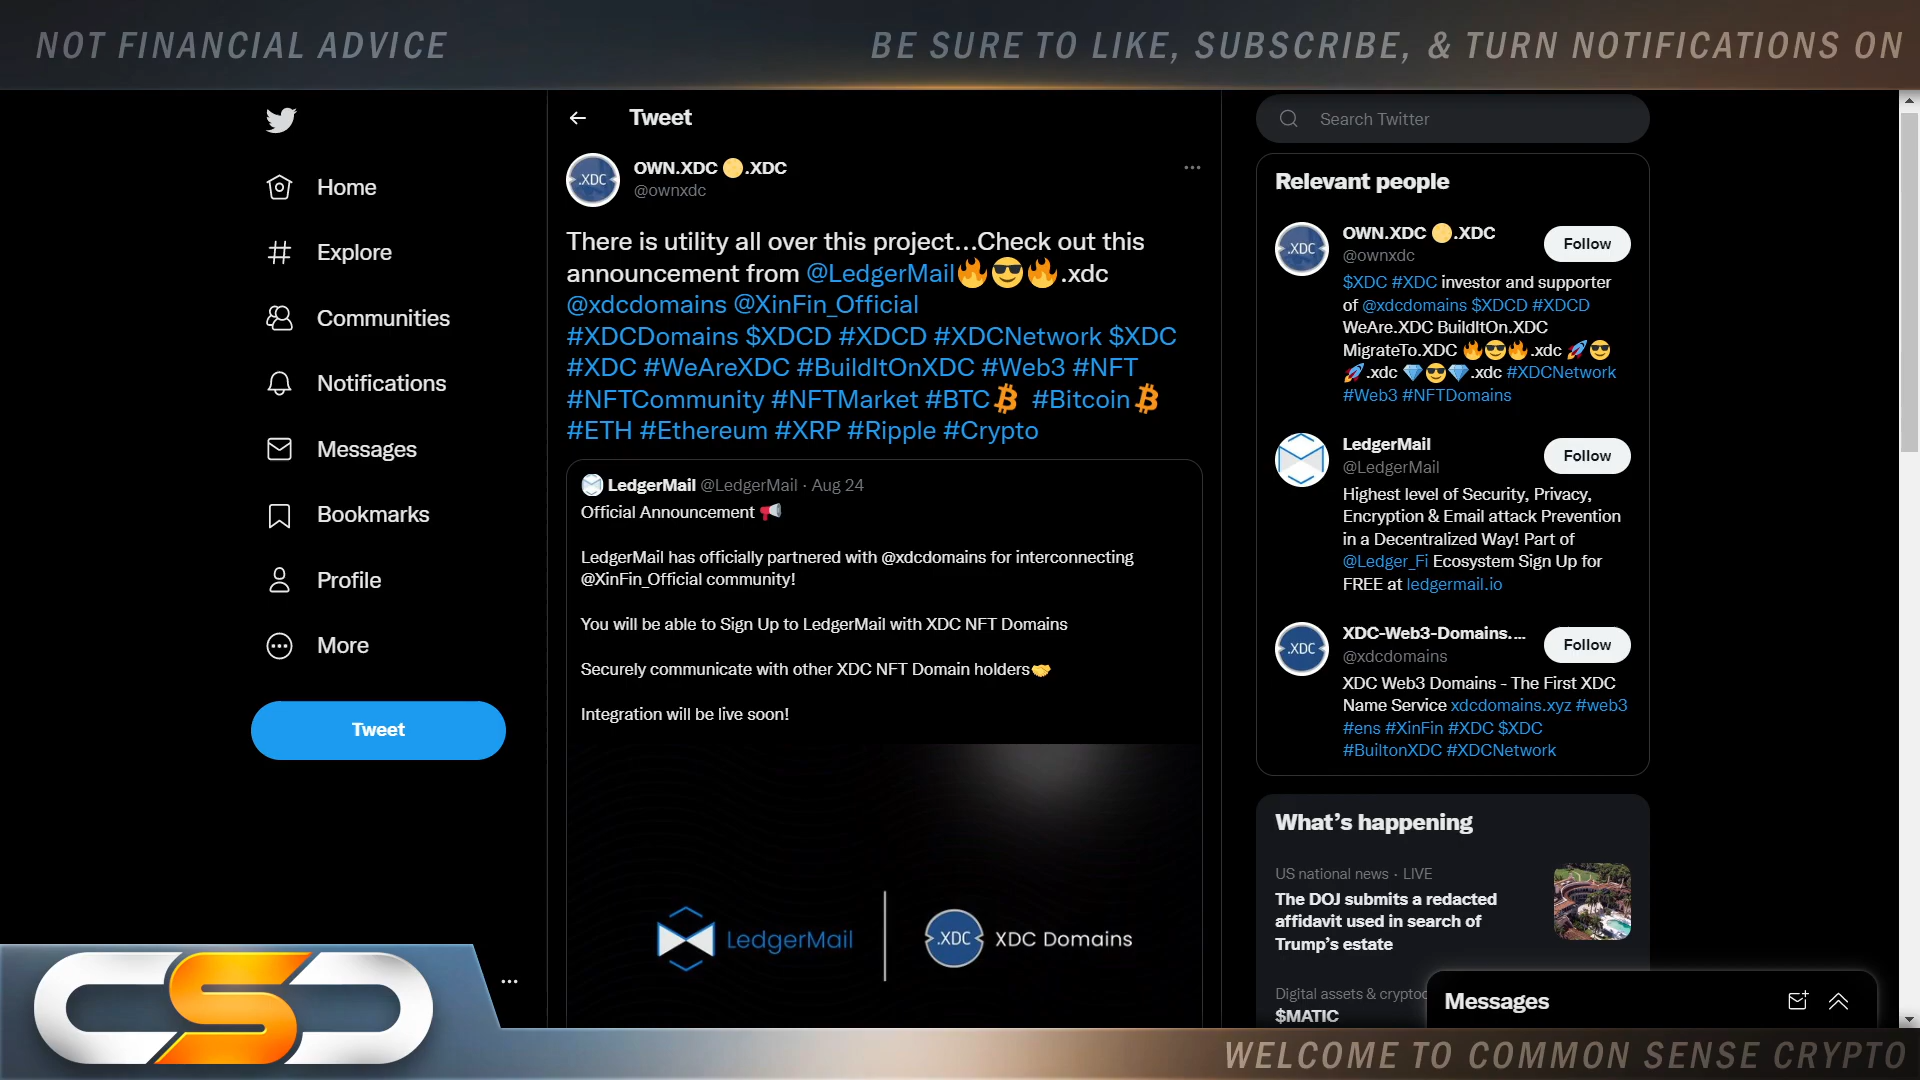 NOT FINANCIAL ADVICE
BE SURE TO LIKE, SUBSCRIBE, & TURN NOTIFICATIONS ON
Home
Explore
Communities
Notifications
Messages
Bookmarks
Profile
More
Tweet
Tweet
.XDC
OWN.XDC 🌕.XDC
@ownxdc
There is utility all over this project...Check out this
announcement from @LedgerMail🔥😎🔥.xdc
@xdcdomains @XinFin_Official
#XDCDomains $XDCD #XDCD #XDCNetwork $XDC
#XDC #WeAreXDC #BuildItOnXDC #Web3 #NFT
#NFTCommunity #NFTMarket #BTC #Bitcoin
#ETH #Ethereum #XRP #Ripple #Crypto
LedgerMail @LedgerMail · Aug 24
Official Announcement 📢
LedgerMail has officially partnered with @xdcdomains for interconnecting
@XinFin_Official community!
You will be able to Sign Up to LedgerMail with XDC NFT Domains
Securely communicate with other XDC NFT Domain holders🤝
Integration will be live soon!
LedgerMail
.XDC XDC Domains
Search Twitter
Relevant people
.XDC
OWN.XDC 🌕.XDC
Follow
@ownxdc
$XDC #XDC investor and supporter
of @xdcdomains $XDCD #XDCD
WeAre.XDC BuildItOn.XDC
MigrateTo.XDC 🔥😎🔥.xdc 🚀😎
🚀.xdc 💎😎💎.xdc #XDCNetwork
#Web3 #NFTDomains
LedgerMail
Follow
@LedgerMail
Highest level of Security, Privacy,
Encryption & Email attack Prevention
in a Decentralized Way! Part of
@Ledger_Fi Ecosystem Sign Up for
FREE at ledgermail.io
.XDC
XDC-Web3-Domains....
Follow
@xdcdomains
XDC Web3 Domains - The First XDC
Name Service xdcdomains.xyz #web3
#ens #XinFin #XDC $XDC
#BuiltonXDC #XDCNetwork
What's happening
US national news · LIVE
The DOJ submits a redacted
affidavit used in search of
Trump's estate
Digital assets & cryptoc
$MATIC
Messages
CSC
WELCOME TO COMMON SENSE CRYPTO